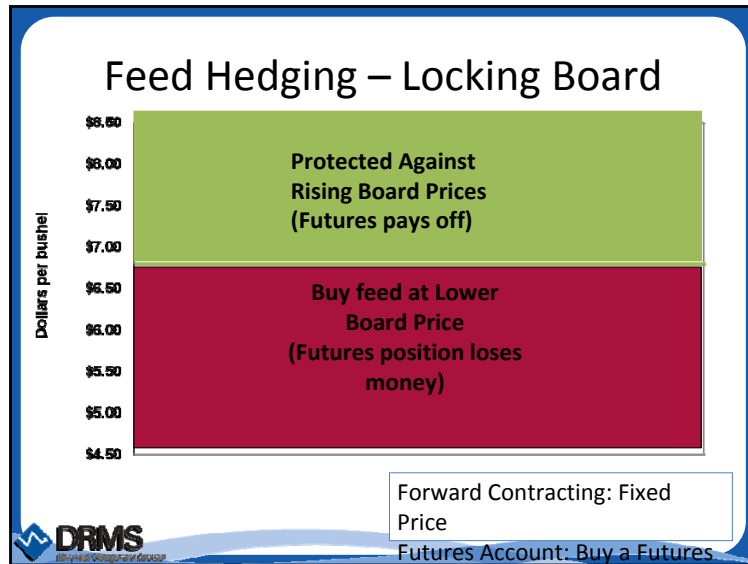 Feed Hedging – Locking Board
$8.50
$8.00
$7.50
$7.00
$6.50
$6.00
$5.50
$5.00
$4.50
Dollars per bushel
Protected Against
Rising Board Prices
(Futures pays off)
Buy feed at Lower
Board Price
(Futures position loses
money)
Forward Contracting: Fixed
Price
Futures Account: Buy a Futures
DRMS